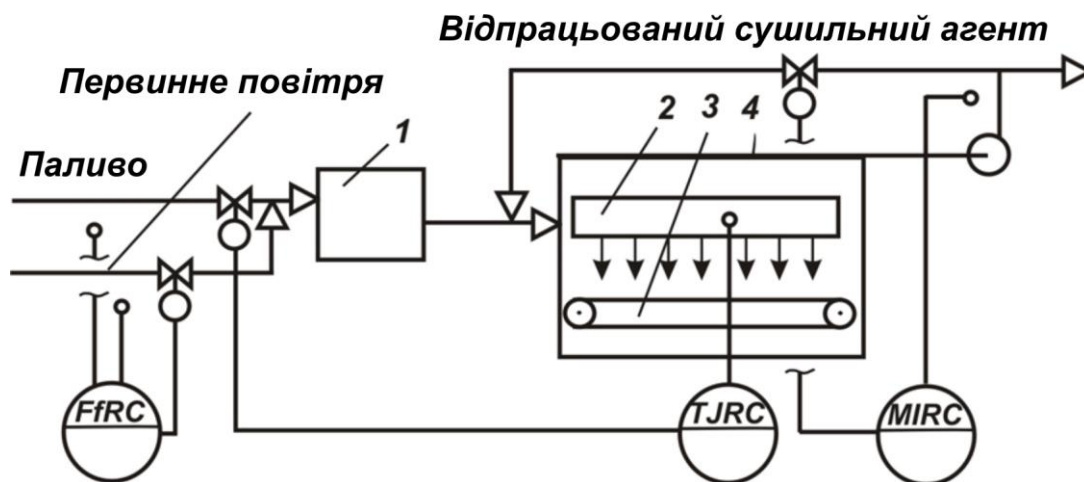 Відпрацьований сушильний агент
Первинне повітря
Паливо
1
2
3
4
FfRC
TJRC
MIRC